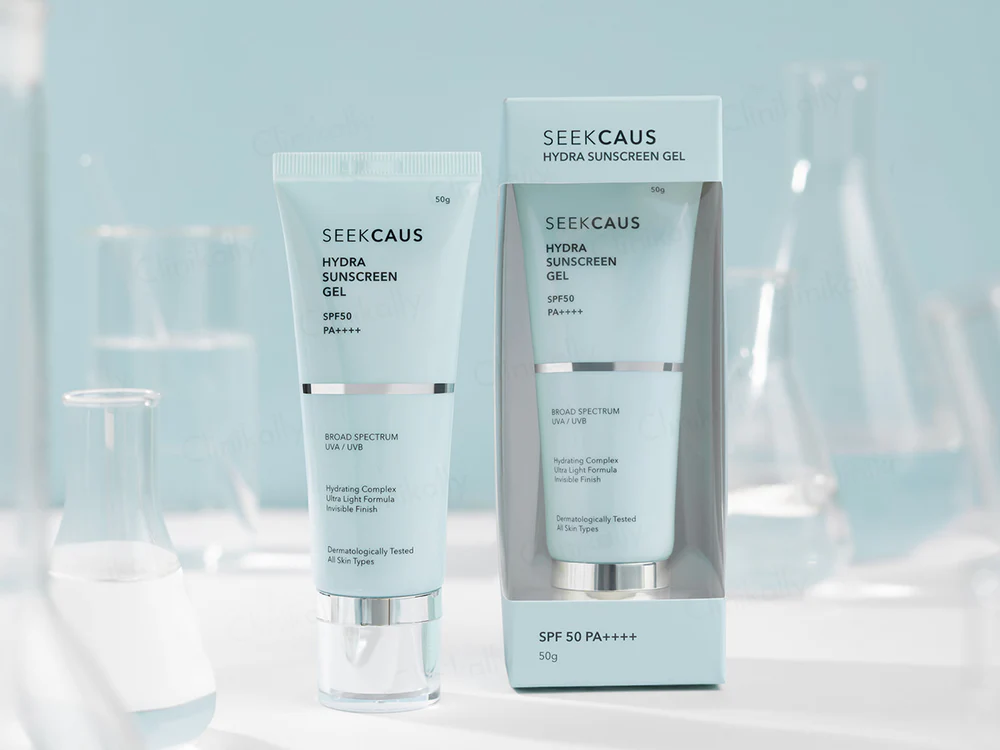 50g
SEEKCAUS
HYDRA
SUNSCREEN
GEL
SPF50
PA++++
BROAD SPECTRUM
UVA / UVB
Hydrating Complex
Ultra Light Formula
Invisible Finish
Dermatologically Tested
All Skin Types
SEEKCAUS
HYDRA SUNSCREEN GEL
50g
SEEKCAUS
HYDRA
SUNSCREEN
GEL
SPF50
PA++++
BROAD SPECTRUM
UVA / UVB
Hydrating Complex
Ultra Light Formula
Invisible Finish
Dermatologically Tested
All Skin Types
SPF 50 PA++++
50g